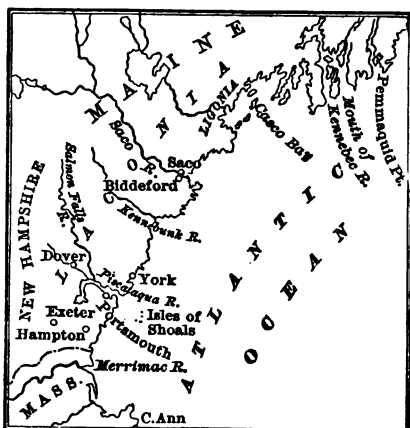 MAINE
LACONIA
LIGONIA
Casco Bay
Mouth of
Kennebec R.
Pemmaquid Pt.
Saco R.
Saco
Biddeford
Salmon Falls
R.
Kennebunk R.
NEW HAMPSHIRE
Dover
York
Piscataqua R.
Portsmouth
Isles of
Shoals
Exeter
Hampton
Merrimac R.
MASS.
C.Ann
ATLANTIC
OCEAN